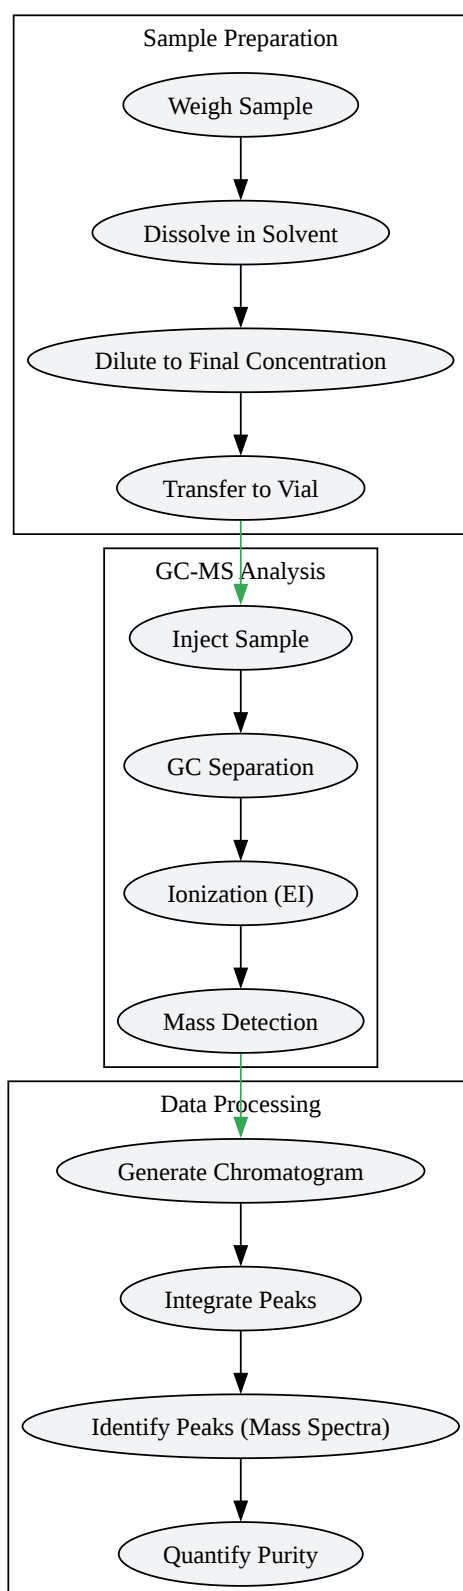 Sample Preparation
Weigh Sample
Dissolve in Solvent
Dilute to Final Concentration
Transfer to Vial
GC-MS Analysis
Inject Sample
GC Separation
Ionization (EI)
Mass Detection
Data Processing
Generate Chromatogram
Integrate Peaks
Identify Peaks (Mass Spectra)
Quantify Purity